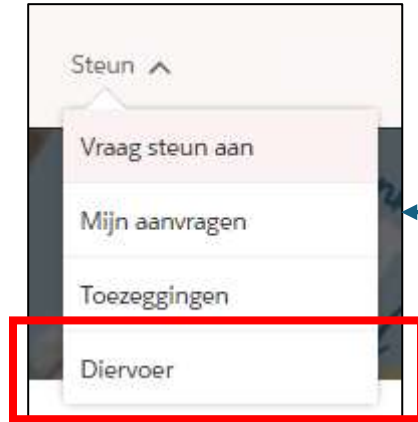 Steun
Vraag steun aan
Mijn aanvragen
Toezeggingen
Diervoer